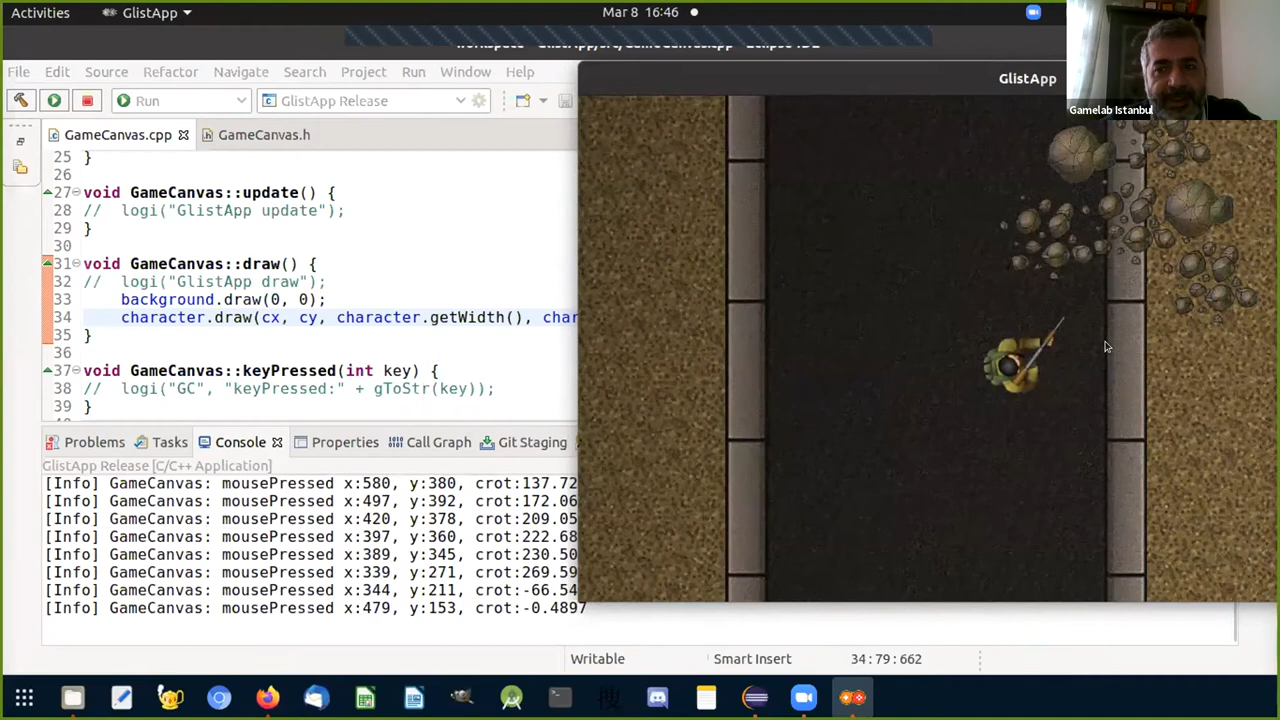 Activities
GlistApp
Mar 8 16:46
File Edit Source Refactor Navigate Search Project Run Window Help
GlistApp
Gamelab Istanbul
Run
GlistApp Release
GameCanvas.cpp
GameCanvas.h
25 }
26
27 void GameCanvas::update() {
28 // logi("GlistApp update");
29 }
30
31 void GameCanvas::draw() {
32 // logi("GlistApp draw");
33 background.draw(0, 0);
34 character.draw(cx, cy, character.getWidth(), char
35 }
36
37 void GameCanvas::keyPressed(int key) {
38 // logi("GC", "keyPressed:" + gToStr(key));
39 }
Problems Tasks Console Properties Call Graph Git Staging
GlistApp Release [C/C++ Application]
[Info] GameCanvas: mousePressed x:580, y:380, crot:137.72
[Info] GameCanvas: mousePressed x:497, y:392, crot:172.06
[Info] GameCanvas: mousePressed x:420, y:378, crot:209.05
[Info] GameCanvas: mousePressed x:397, y:360, crot:222.68
[Info] GameCanvas: mousePressed x:389, y:345, crot:230.50
[Info] GameCanvas: mousePressed x:339, y:271, crot:269.59
[Info] GameCanvas: mousePressed x:344, y:211, crot:-66.54
[Info] GameCanvas: mousePressed x:479, y:153, crot:-0.4897
Writable Smart Insert 34:79:662
搜